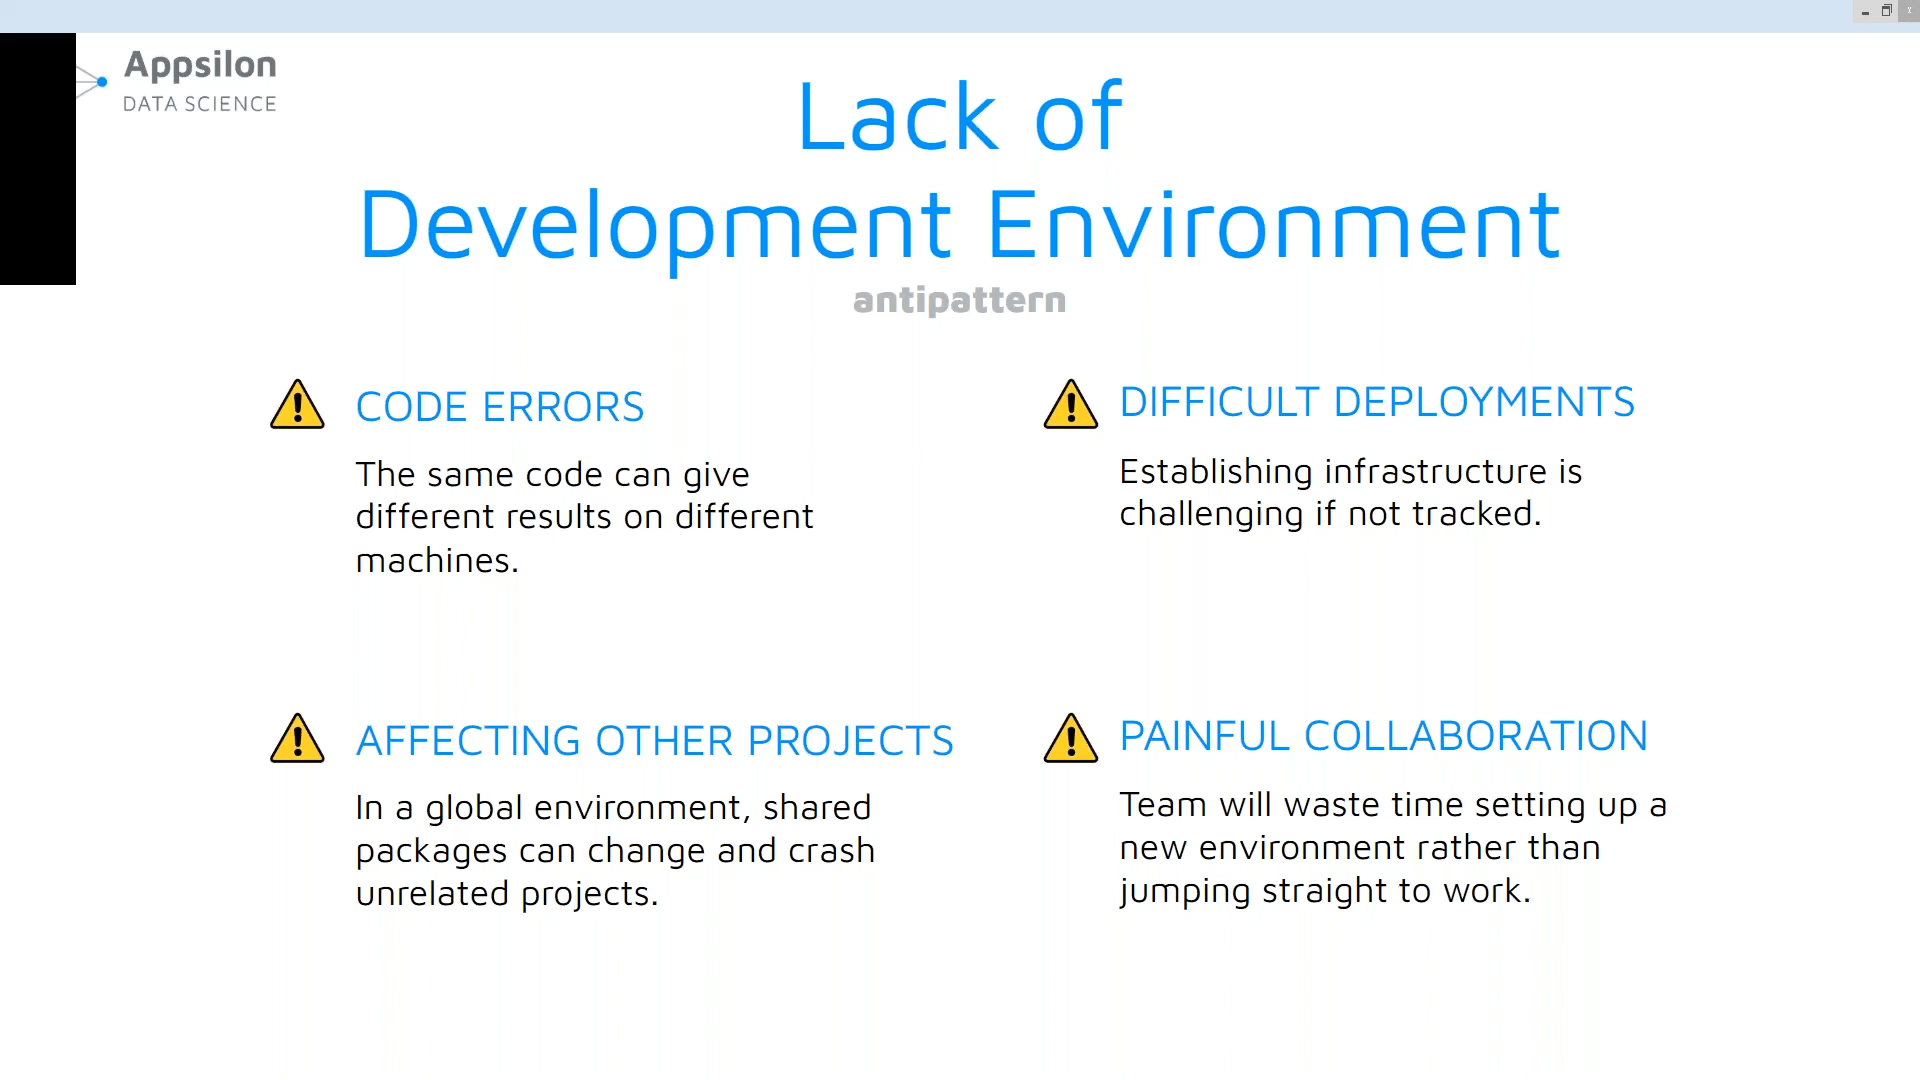 Appsilon
DATA SCIENCE
Lack of
Development Environment
antipattern
CODE ERRORS
The same code can give
different results on different
machines.
DIFFICULT DEPLOYMENTS
Establishing infrastructure is
challenging if not tracked.
AFFECTING OTHER PROJECTS
In a global environment, shared
packages can change and crash
unrelated projects.
PAINFUL COLLABORATION
Team will waste time setting up a
new environment rather than
jumping straight to work.